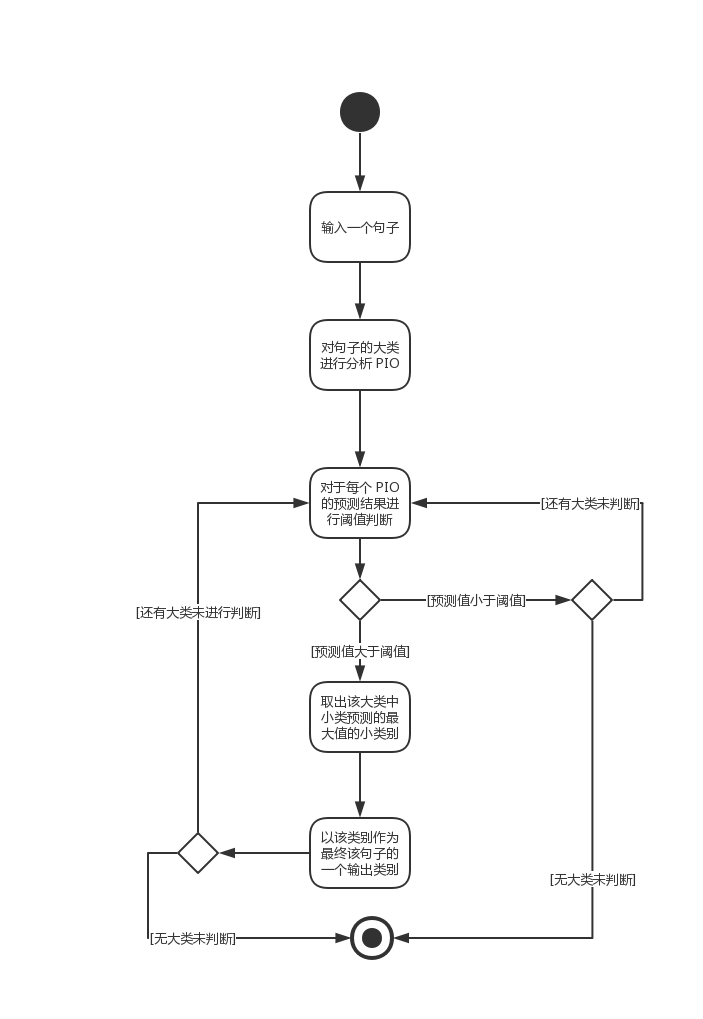 输入一个句子
对句子的大类
进行分析 PIO
对于每个 PIO
的预测结果进
行阈值判断
[还有大类未判断]
[预测值小于阈值]
[还有大类未进行判断]
[预测值大于阈值]
取出该大类中
小类预测的最
大值的小类别
以该类别作为
最终该句子的
一个输出类别
[无大类未判断]
[无大类未判断]